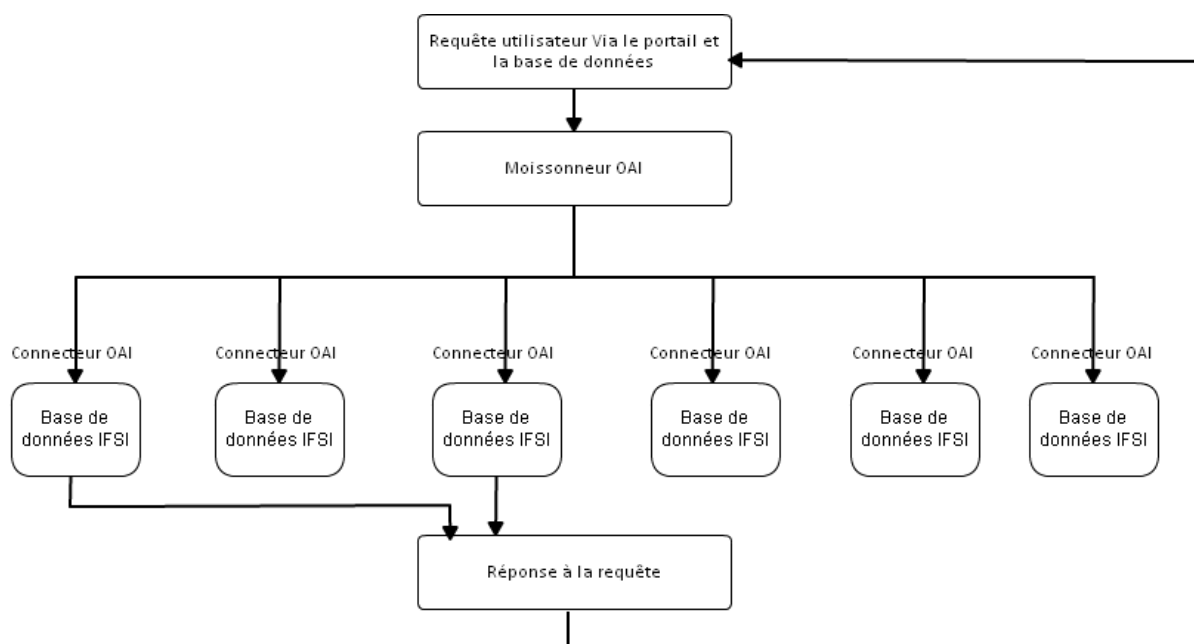 Requête utilisateur Via le portail et
la base de données
Moissonneur OAI
Connecteur OAI
Connecteur OAI
Connecteur OAI
Connecteur OAI
Connecteur OAI
Connecteur OAI
Base de
données IFSI
Base de
données IFSI
Base de
données IFSI
Base de
données IFSI
Base de
données IFSI
Base de
données IFSI
Réponse à la requête